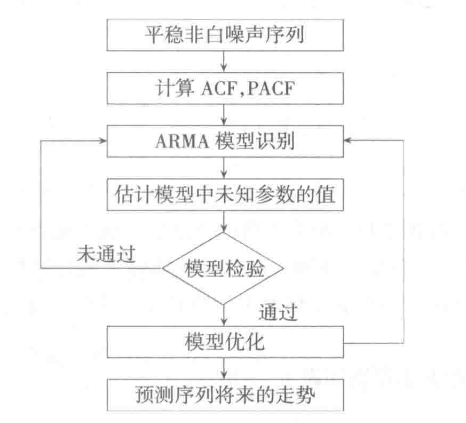 平稳非白噪声序列
计算 ACF,PACF
ARMA 模型识别
估计模型中未知参数的值
未通过
模型检验
通过
模型优化
预测序列将来的走势